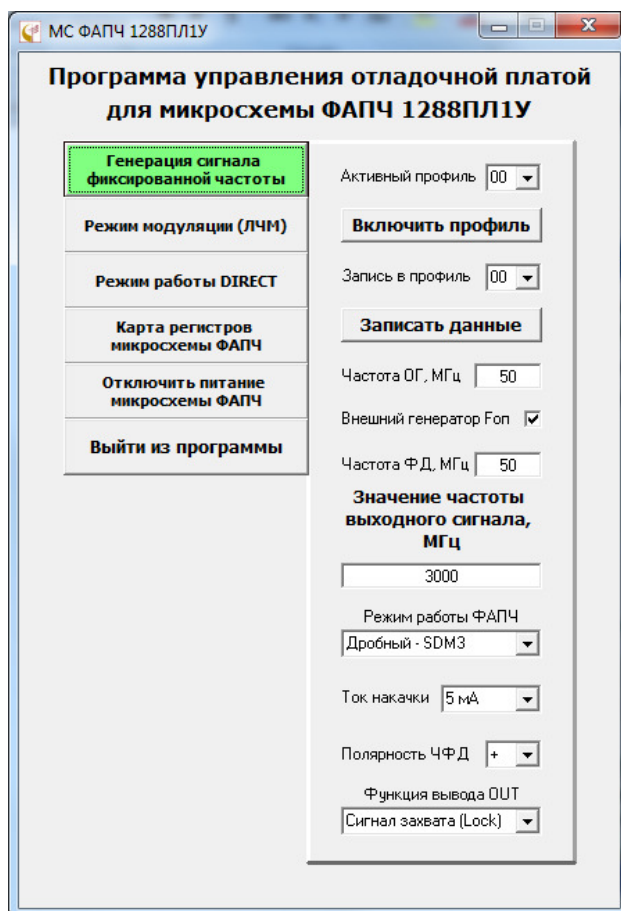 МС ФАПЧ 1288ПЛ1У
Программа управления отладочной платой
для микросхемы ФАПЧ 1288ПЛ1У
Генерация сигнала
фиксированной частоты
Режим модуляции (ЛЧМ)
Режим работы DIRECT
Карта регистров
микросхемы ФАПЧ
Отключить питание
микросхемы ФАПЧ
Выйти из программы
Активный профиль 00
Включить профиль
Запись в профиль 00
Записать данные
Частота ОГ, МГц 50
Внешний генератор Fоп
Частота ФД, МГц 50
Значение частоты
выходного сигнала,
МГц
3000
Режим работы ФАПЧ
Дробный - SDM3
Ток накачки 5 мА
Полярность ЧФД +
Функция вывода OUT
Сигнал захвата (Lock)